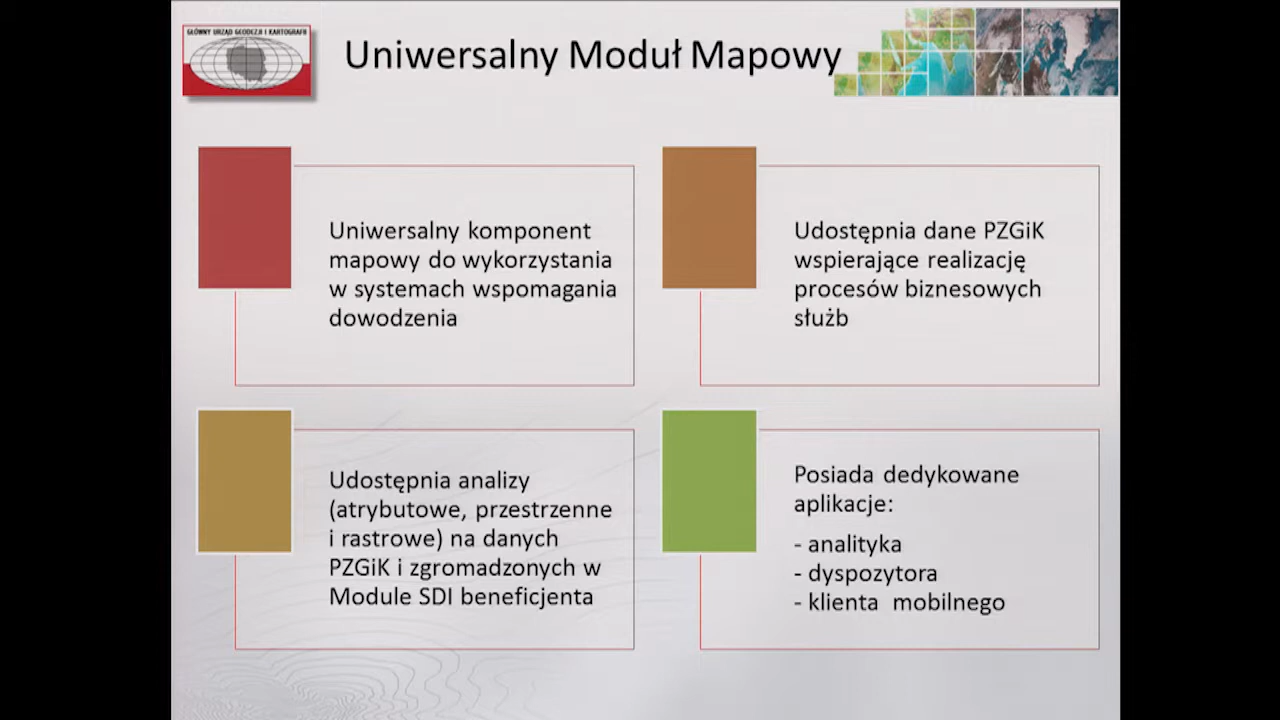 GŁÓWNY URZĄD GEODEZJI I KARTOGRAFII
Uniwersalny Moduł Mapowy
Uniwersalny komponent
mapowy do wykorzystania
w systemach wspomagania
dowodzenia
Udostępnia dane PZGiK
wspierające realizację
procesów biznesowych
służb
Udostępnia analizy
(atrybutowe, przestrzenne
i rastrowe) na danych
PZGiK i zgromadzonych w
Module SDI beneficjenta
Posiada dedykowane
aplikacje:
- analityka
- dyspozytora
- klienta mobilnego